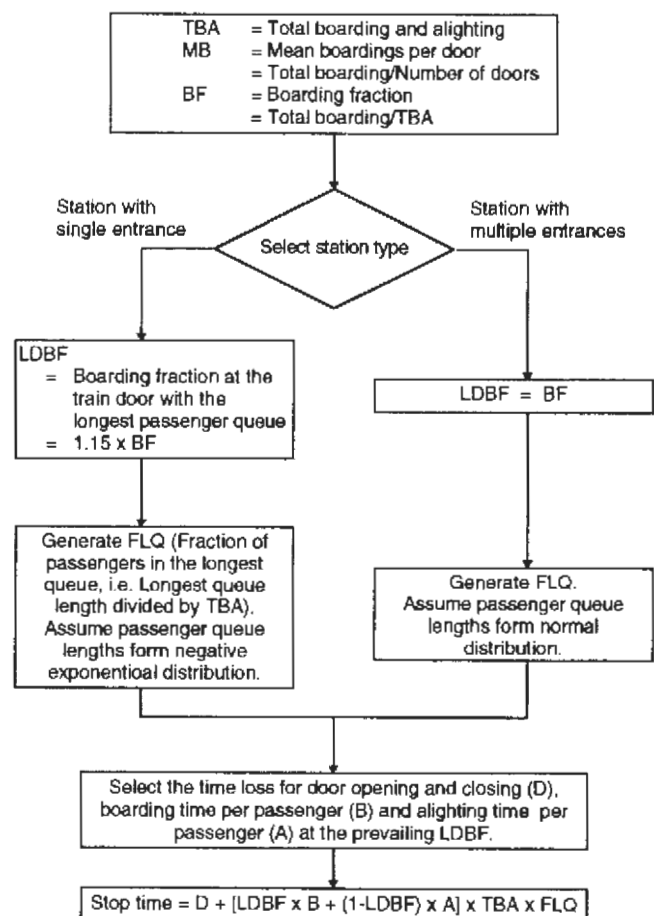 TBA = Total boarding and alighting
MB = Mean boardings per door
= Total boarding/Number of doors
BF = Boarding fraction
= Total boarding/TBA
Station with
single entrance
Select station type
Station with
multiple entrances
LDBF
= Boarding fraction at the
train door with the
longest passenger queue
= 1.15 x BF
LDBF = BF
Generate FLQ (Fraction of
passengers in the longest
queue, i.e. Longest queue
length divided by TBA).
Assume passenger queue
lengths form negative
exponentioal distribution.
Generate FLQ.
Assume passenger queue
lengths form normal
distribution.
Select the time loss for door opening and closing (D),
boarding time per passenger (B) and alighting time per
passenger (A) at the prevailing LDBF.
Stop time = D + [LDBF x B + (1-LDBF) x A] x TBA x FLQ